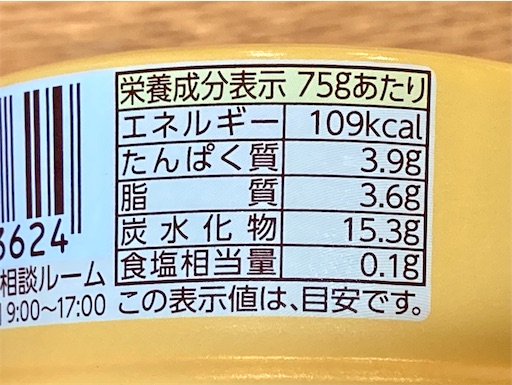 栄養成分表示 75gあたり
エネルギー 109kcal
たんぱく質 3.9g
脂質 3.6g
炭水化物 15.3g
食塩相当量 0.1g
この表示値は、目安です。
3624
相談ルーム
9:00〜17:00